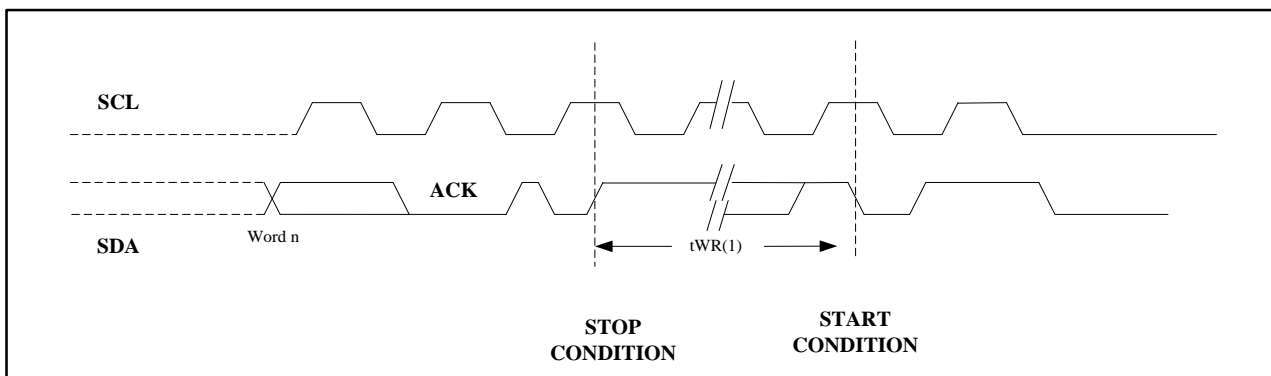 SCL
ACK
SDA
Word n
tWR(1)
STOP
CONDITION
START
CONDITION